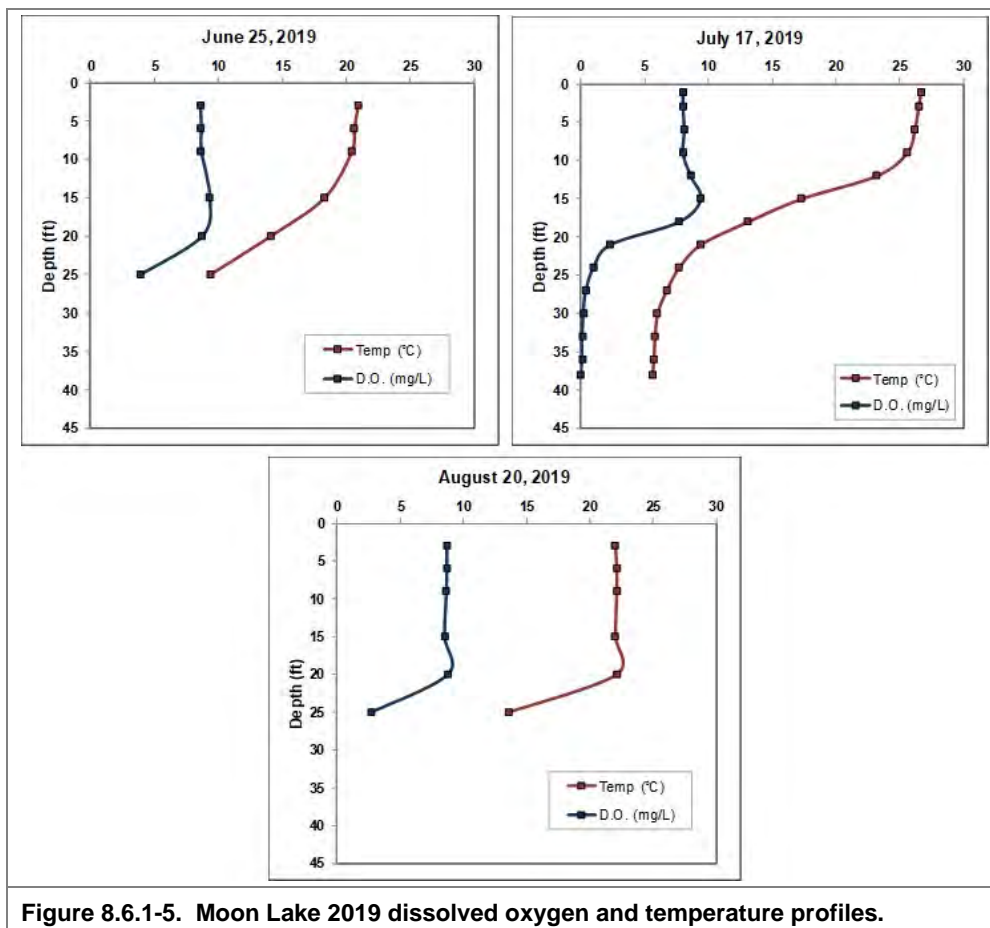 June 25, 2019
0 5 10 15 20 25 30
0
5
10
15
20
25
30
35
40
45
Depth (ft)
Temp (°C)
D.O. (mg/L)
July 17, 2019
0 5 10 15 20 25 30
0
5
10
15
20
25
30
35
40
45
Depth (ft)
Temp (°C)
D.O. (mg/L)
August 20, 2019
0 5 10 15 20 25 30
0
5
10
15
20
25
30
35
40
45
Depth (ft)
Temp (°C)
D.O. (mg/L)
Figure 8.6.1-5. Moon Lake 2019 dissolved oxygen and temperature profiles.